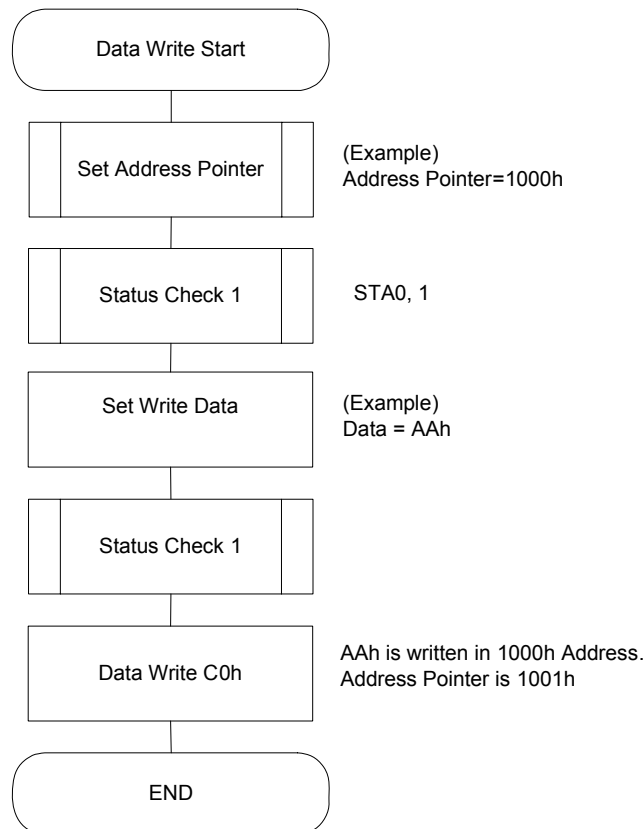 Data Write Start
Set Address Pointer
(Example)
Address Pointer=1000h
Status Check 1
STA0, 1
Set Write Data
(Example)
Data = AAh
Status Check 1
Data Write C0h
AAh is written in 1000h Address.
Address Pointer is 1001h
END